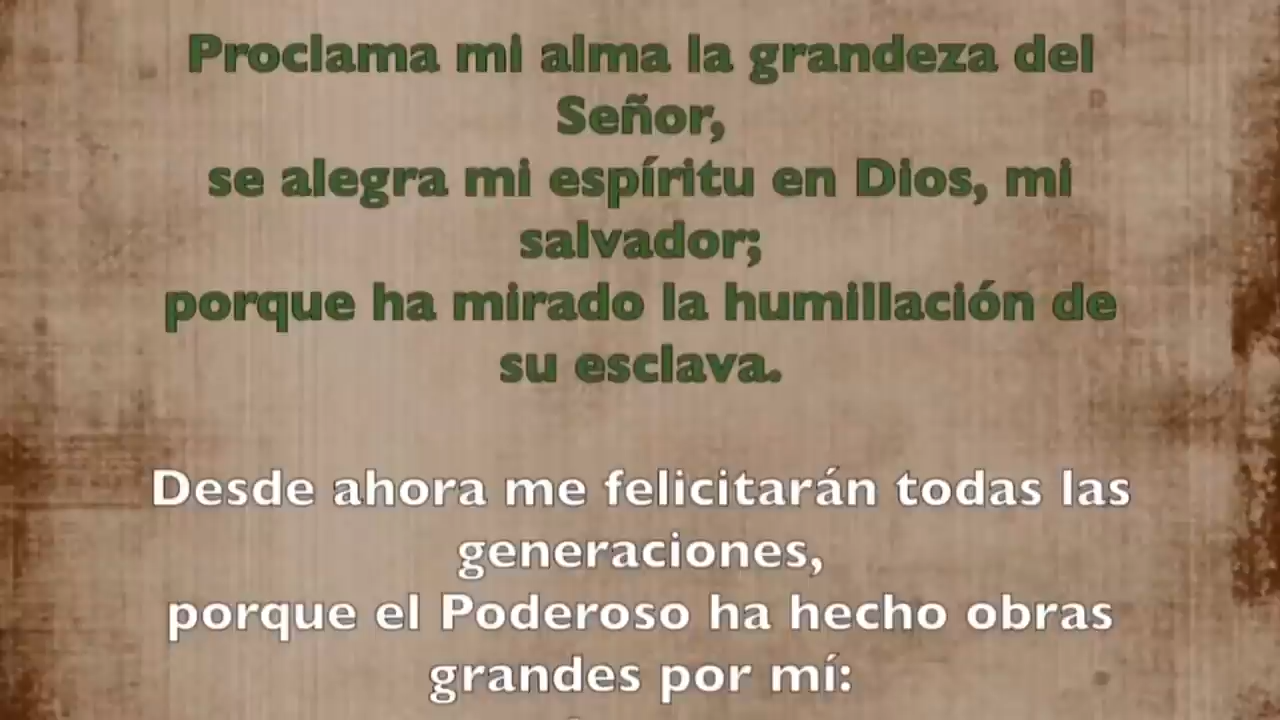 Proclama mi alma la grandeza del
Señor,
se alegra mi espíritu en Dios, mi
salvador;
porque ha mirado la humillación de
su esclava.
Desde ahora me felicitarán todas las
generaciones,
porque el Poderoso ha hecho obras
grandes por mí: